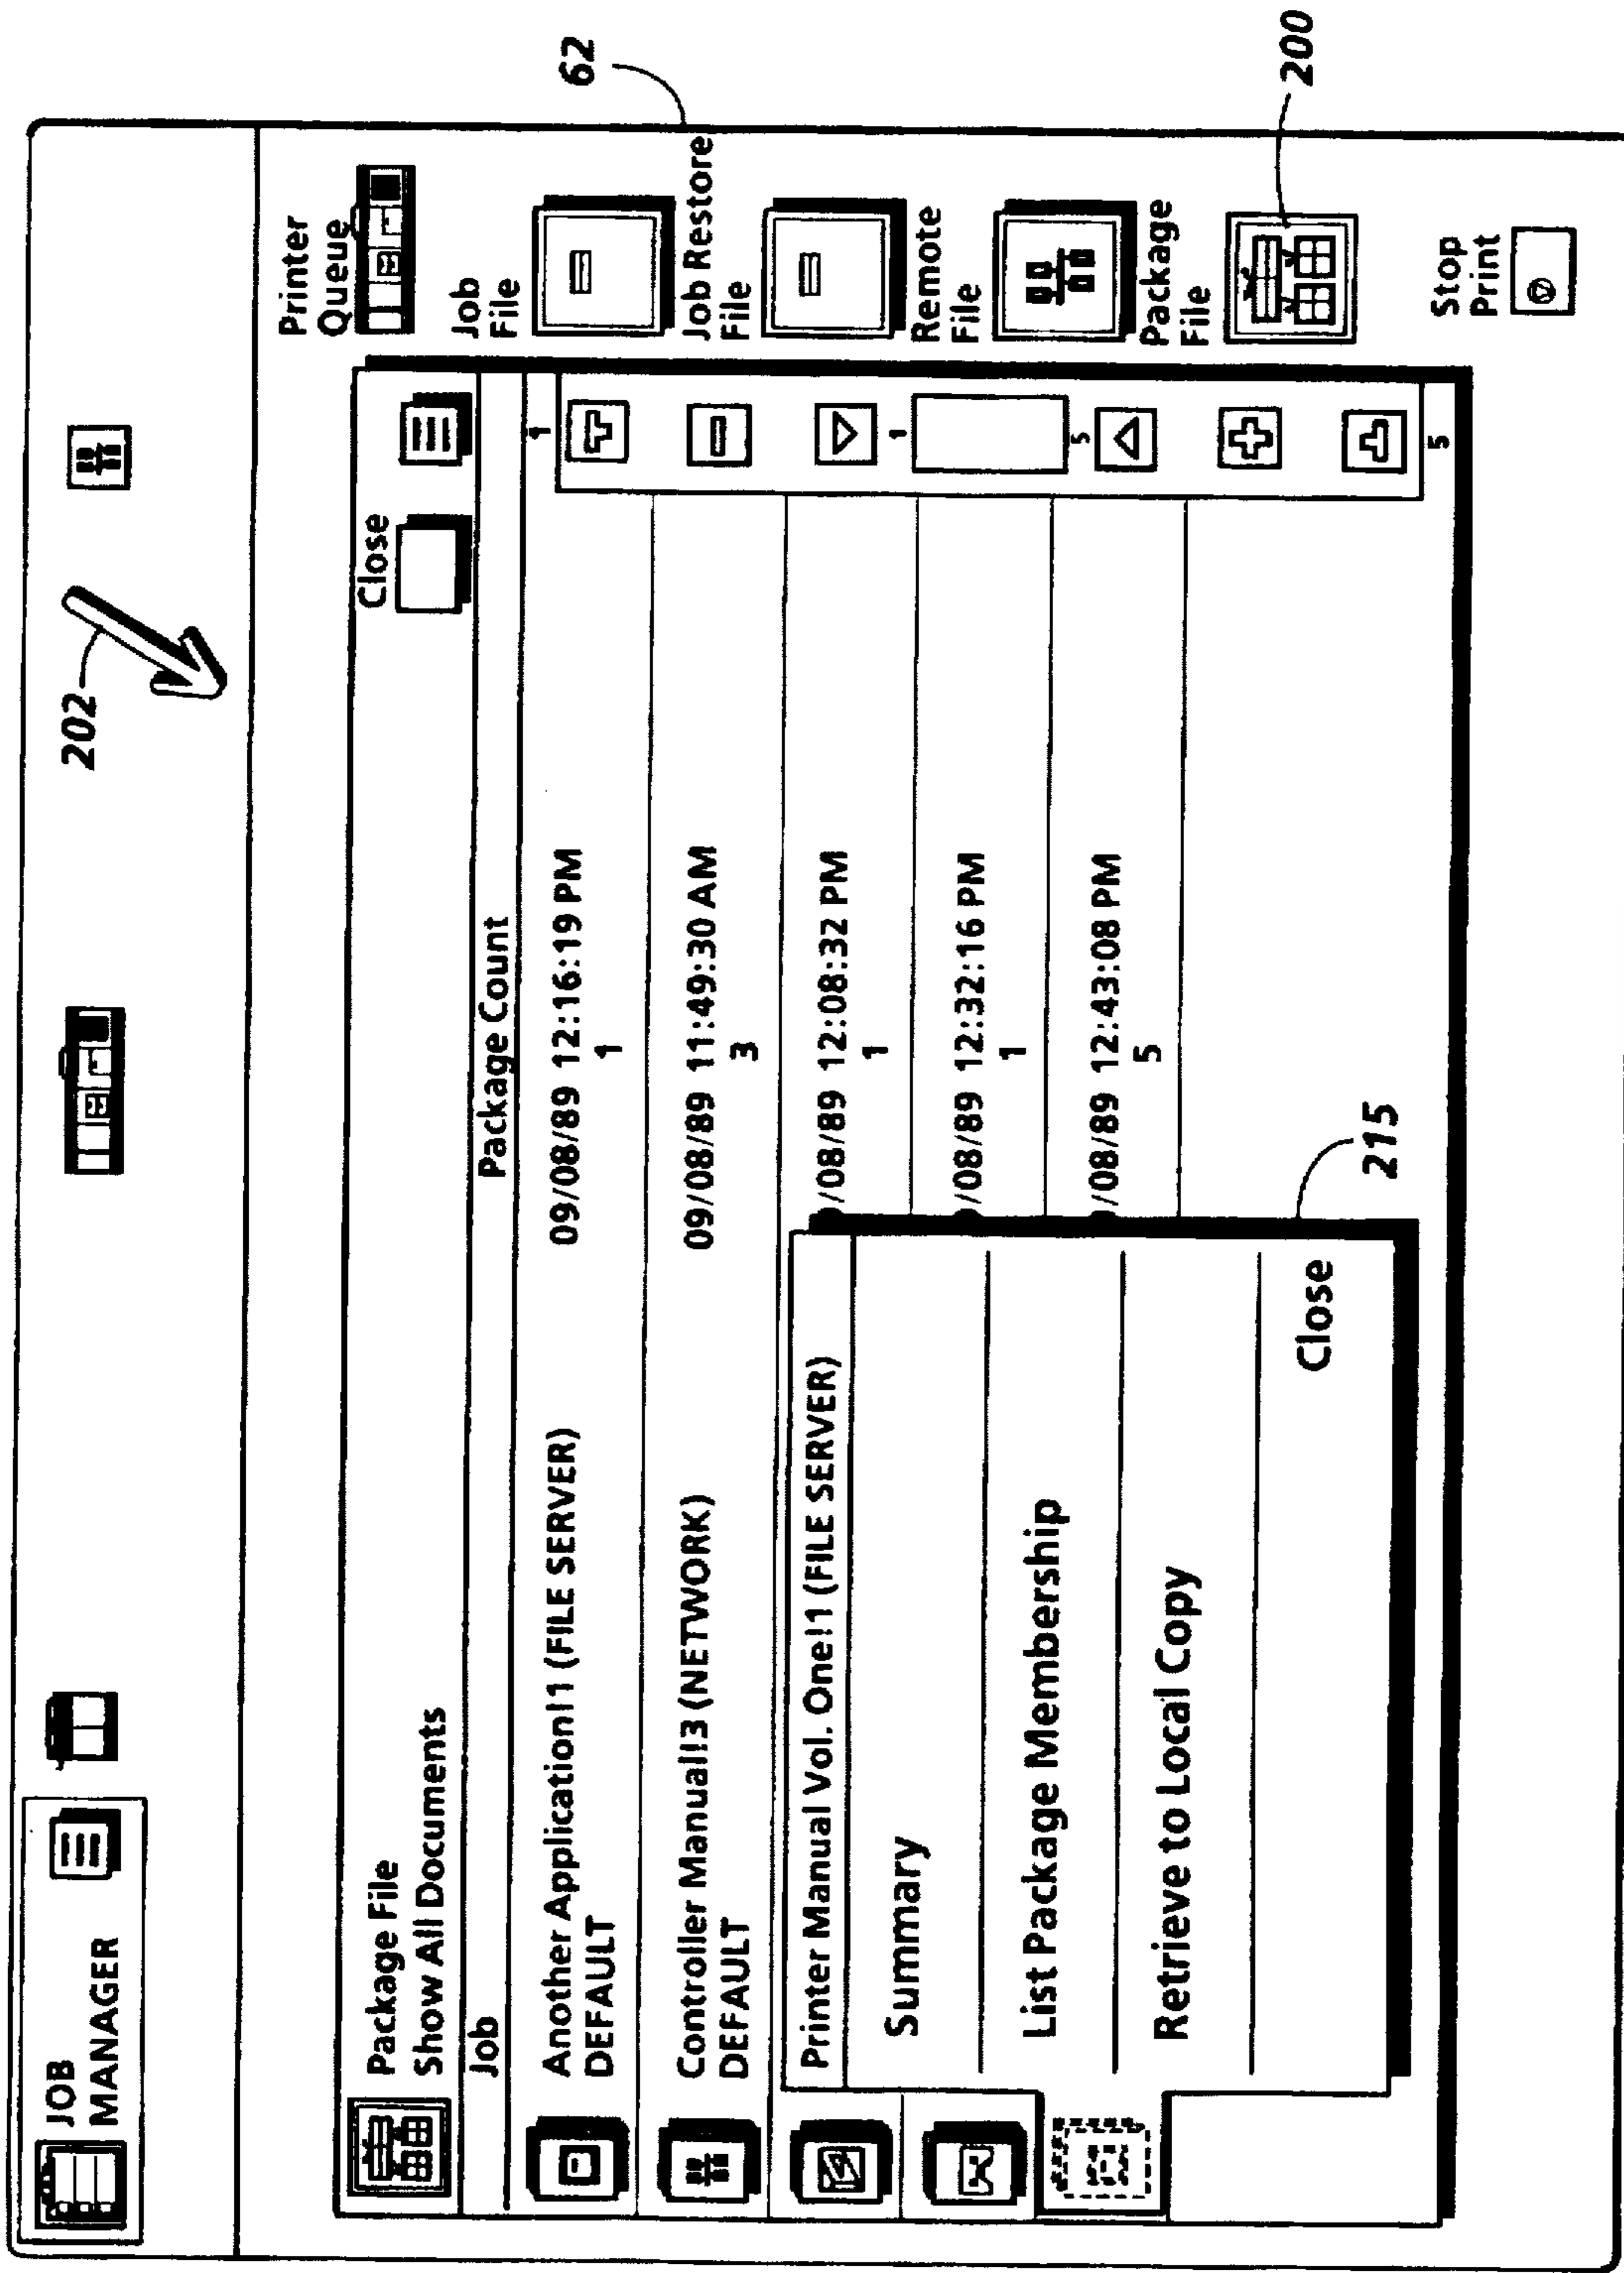 JOB
MANAGER
202
62
Printer
Queue
Package File
Show All Documents
Close
Job
Package Count
Another Application!1 (FILE SERVER)
DEFAULT
09/08/89 12:16:19 PM
1
Controller Manual!3 (NETWORK)
DEFAULT
09/08/89 11:49:30 AM
3
Printer Manual Vol. One!1 (FILE SERVER)
/08/89 12:08:32 PM
1
Summary
/08/89 12:32:16 PM
1
List Package Membership
/08/89 12:43:08 PM
5
Retrieve to Local Copy
Close
215
1
1
5
5
Job
File
Job Restore
File
Remote
File
Package
File
200
Stop
Print